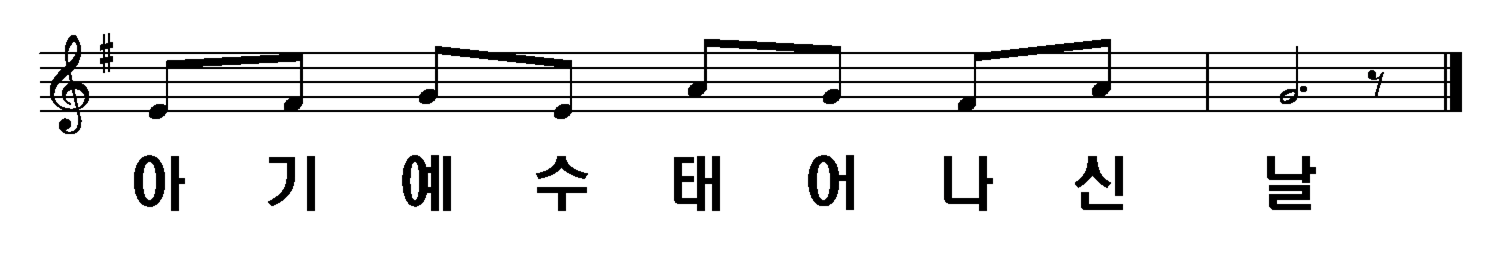 아 기 예 수 태 어 나 신 날